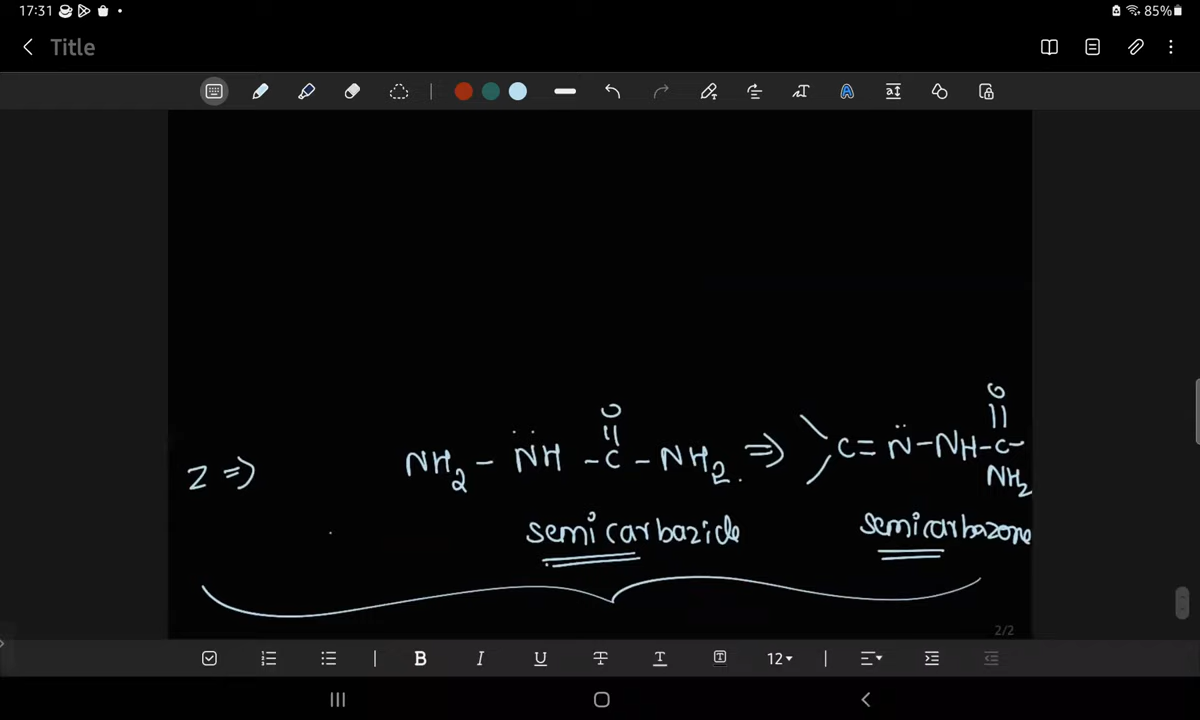 17:31 85%
Title
O
O
Z ⇒ NH2 – N̈H – C – NH2. ⇒ >C = N̈ – NH – C –
NH2
semicarbazide semicarbazone
2/2
B I U T T T 12